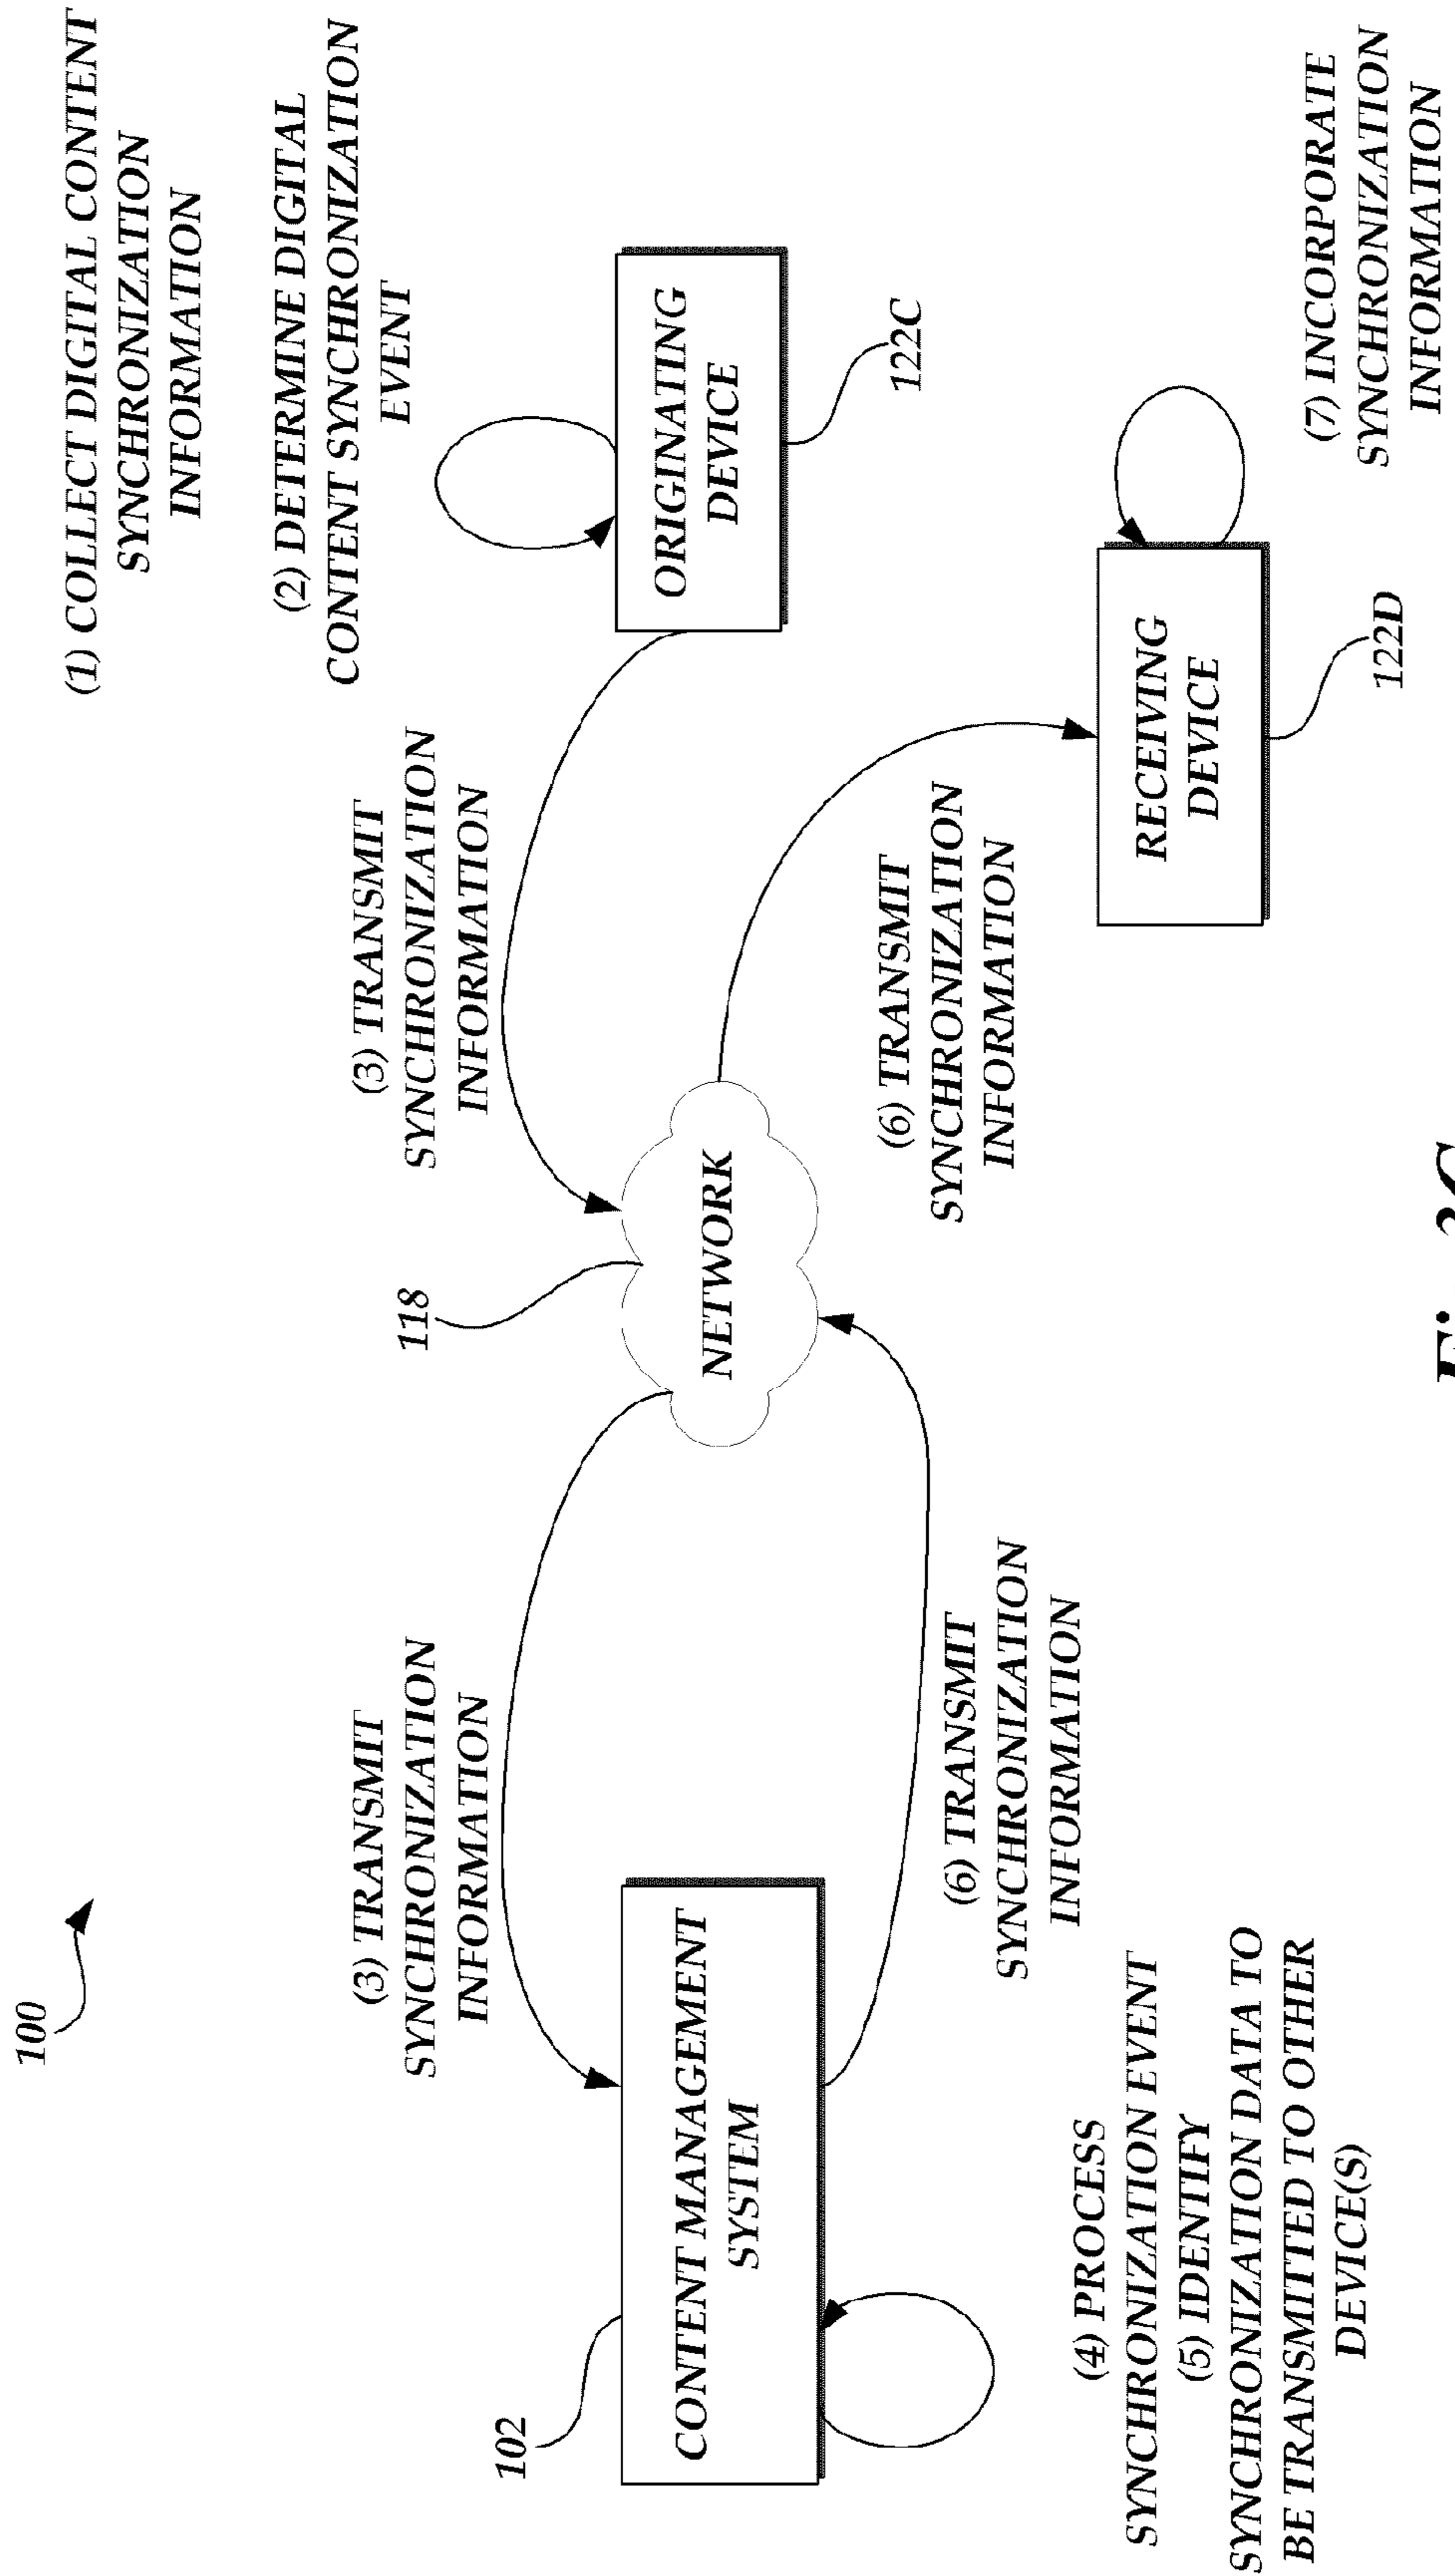 100
(1) COLLECT DIGITAL CONTENT
SYNCHRONIZATION
INFORMATION
(2) DETERMINE DIGITAL
CONTENT SYNCHRONIZATION
EVENT
(3) TRANSMIT
SYNCHRONIZATION
INFORMATION
118
(3) TRANSMIT
SYNCHRONIZATION
INFORMATION
102
CONTENT MANAGEMENT
SYSTEM
NETWORK
ORIGINATING
DEVICE
122C
(6) TRANSMIT
SYNCHRONIZATION
INFORMATION
(6) TRANSMIT
SYNCHRONIZATION
INFORMATION
(4) PROCESS
SYNCHRONIZATION EVENT
(5) IDENTIFY
SYNCHRONIZATION DATA TO
BE TRANSMITTED TO OTHER
DEVICE(S)
RECEIVING
DEVICE
122D
(7) INCORPORATE
SYNCHRONIZATION
INFORMATION